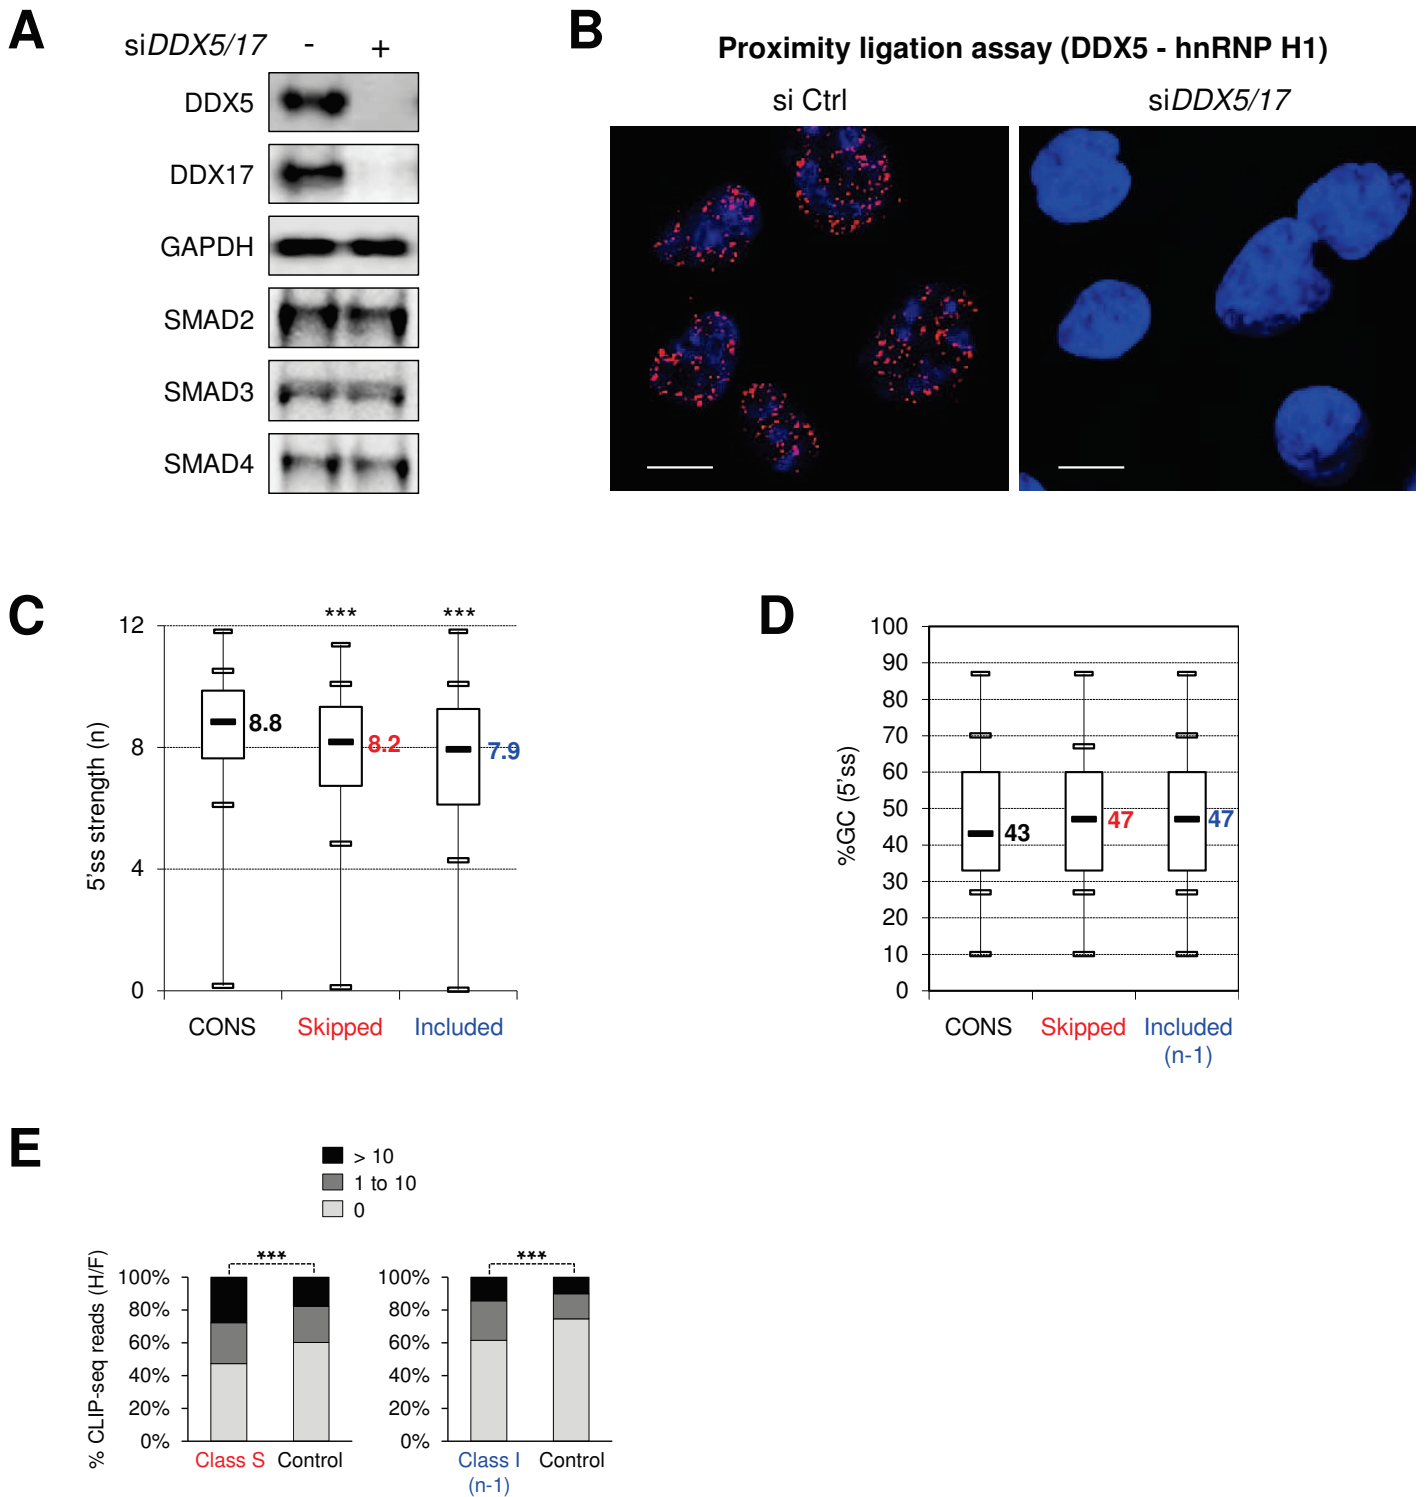 A
siDDX5/17 - +
DDX5
DDX17
GAPDH
SMAD2
SMAD3
SMAD4
B
Proximity ligation assay (DDX5 - hnRNP H1)
si Ctrl
siDDX5/17
C
5'ss strength (n)
12
8
4
0
***
***
8.8
8.2
7.9
CONS
Skipped
Included
D
%GC (5'ss)
100
90
80
70
60
50
40
30
20
10
0
43
47
47
CONS
Skipped
Included
(n-1)
E
> 10
1 to 10
0
% CLIP-seq reads (H/F)
100%
80%
60%
40%
20%
0%
***
Class S
Control
100%
80%
60%
40%
20%
0%
***
Class I
(n-1)
Control